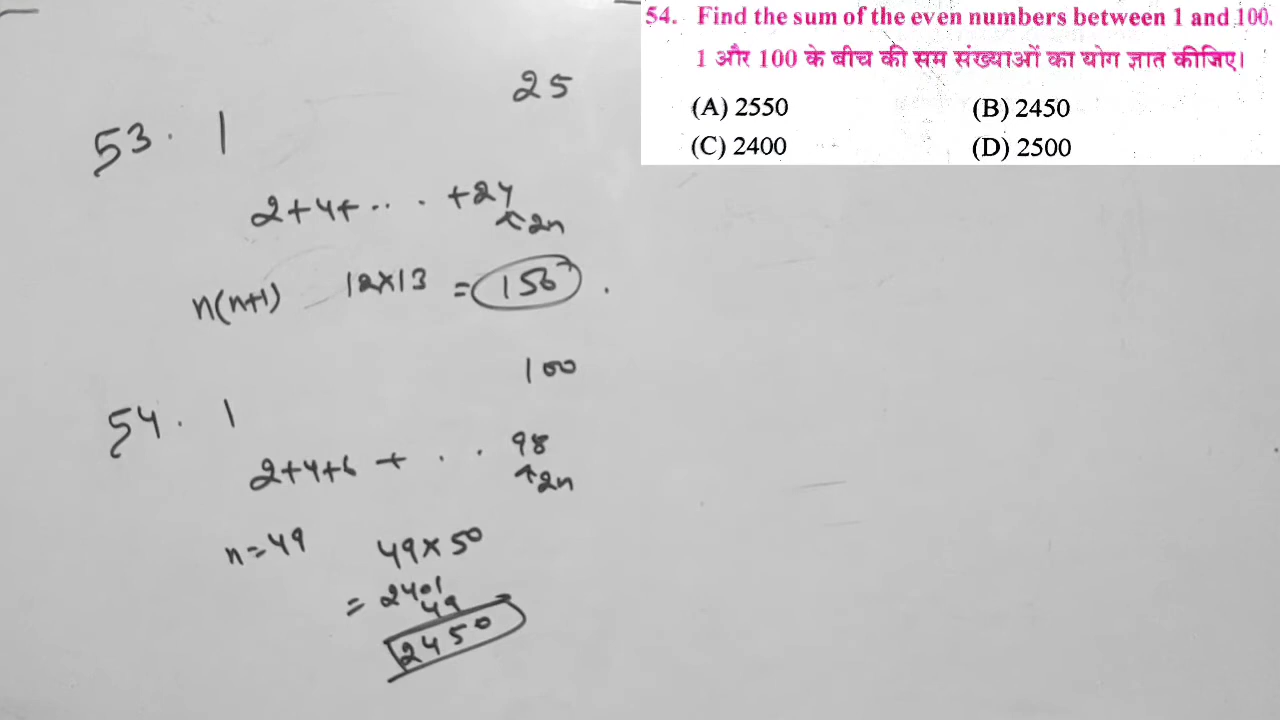 54. Find the sum of the even numbers between 1 and 100.
1 और 100 के बीच की सम संख्याओं का योग ज्ञात कीजिए।
(A) 2550 (B) 2450
(C) 2400 (D) 2500
25
53. 1
2+4+ .. . +24
↖2n
n(n+1) 12×13 = 156 .
100
54. 1
2+4+6 + . . 98
↖2n
n=49 49×50
= 2401
49
2450